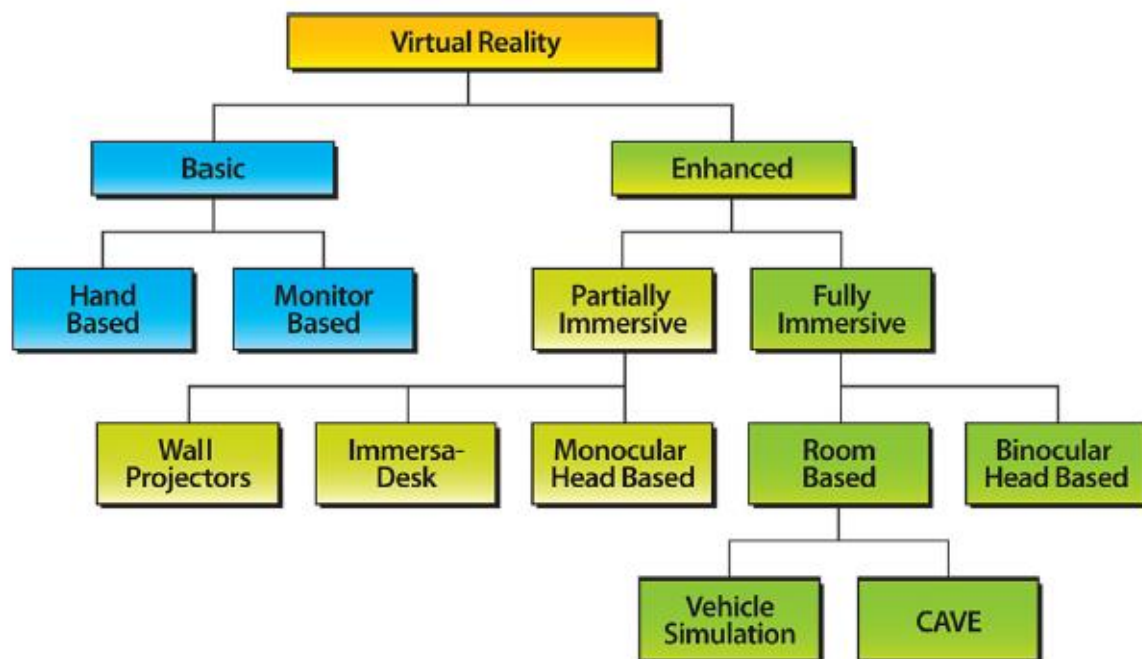 Virtual Reality
Basic
Enhanced
Hand
Based
Monitor
Based
Partially
Immersive
Fully
Immersive
Wall
Projectors
Immersa-
Desk
Monocular
Head Based
Room
Based
Binocular
Head Based
Vehicle
Simulation
CAVE